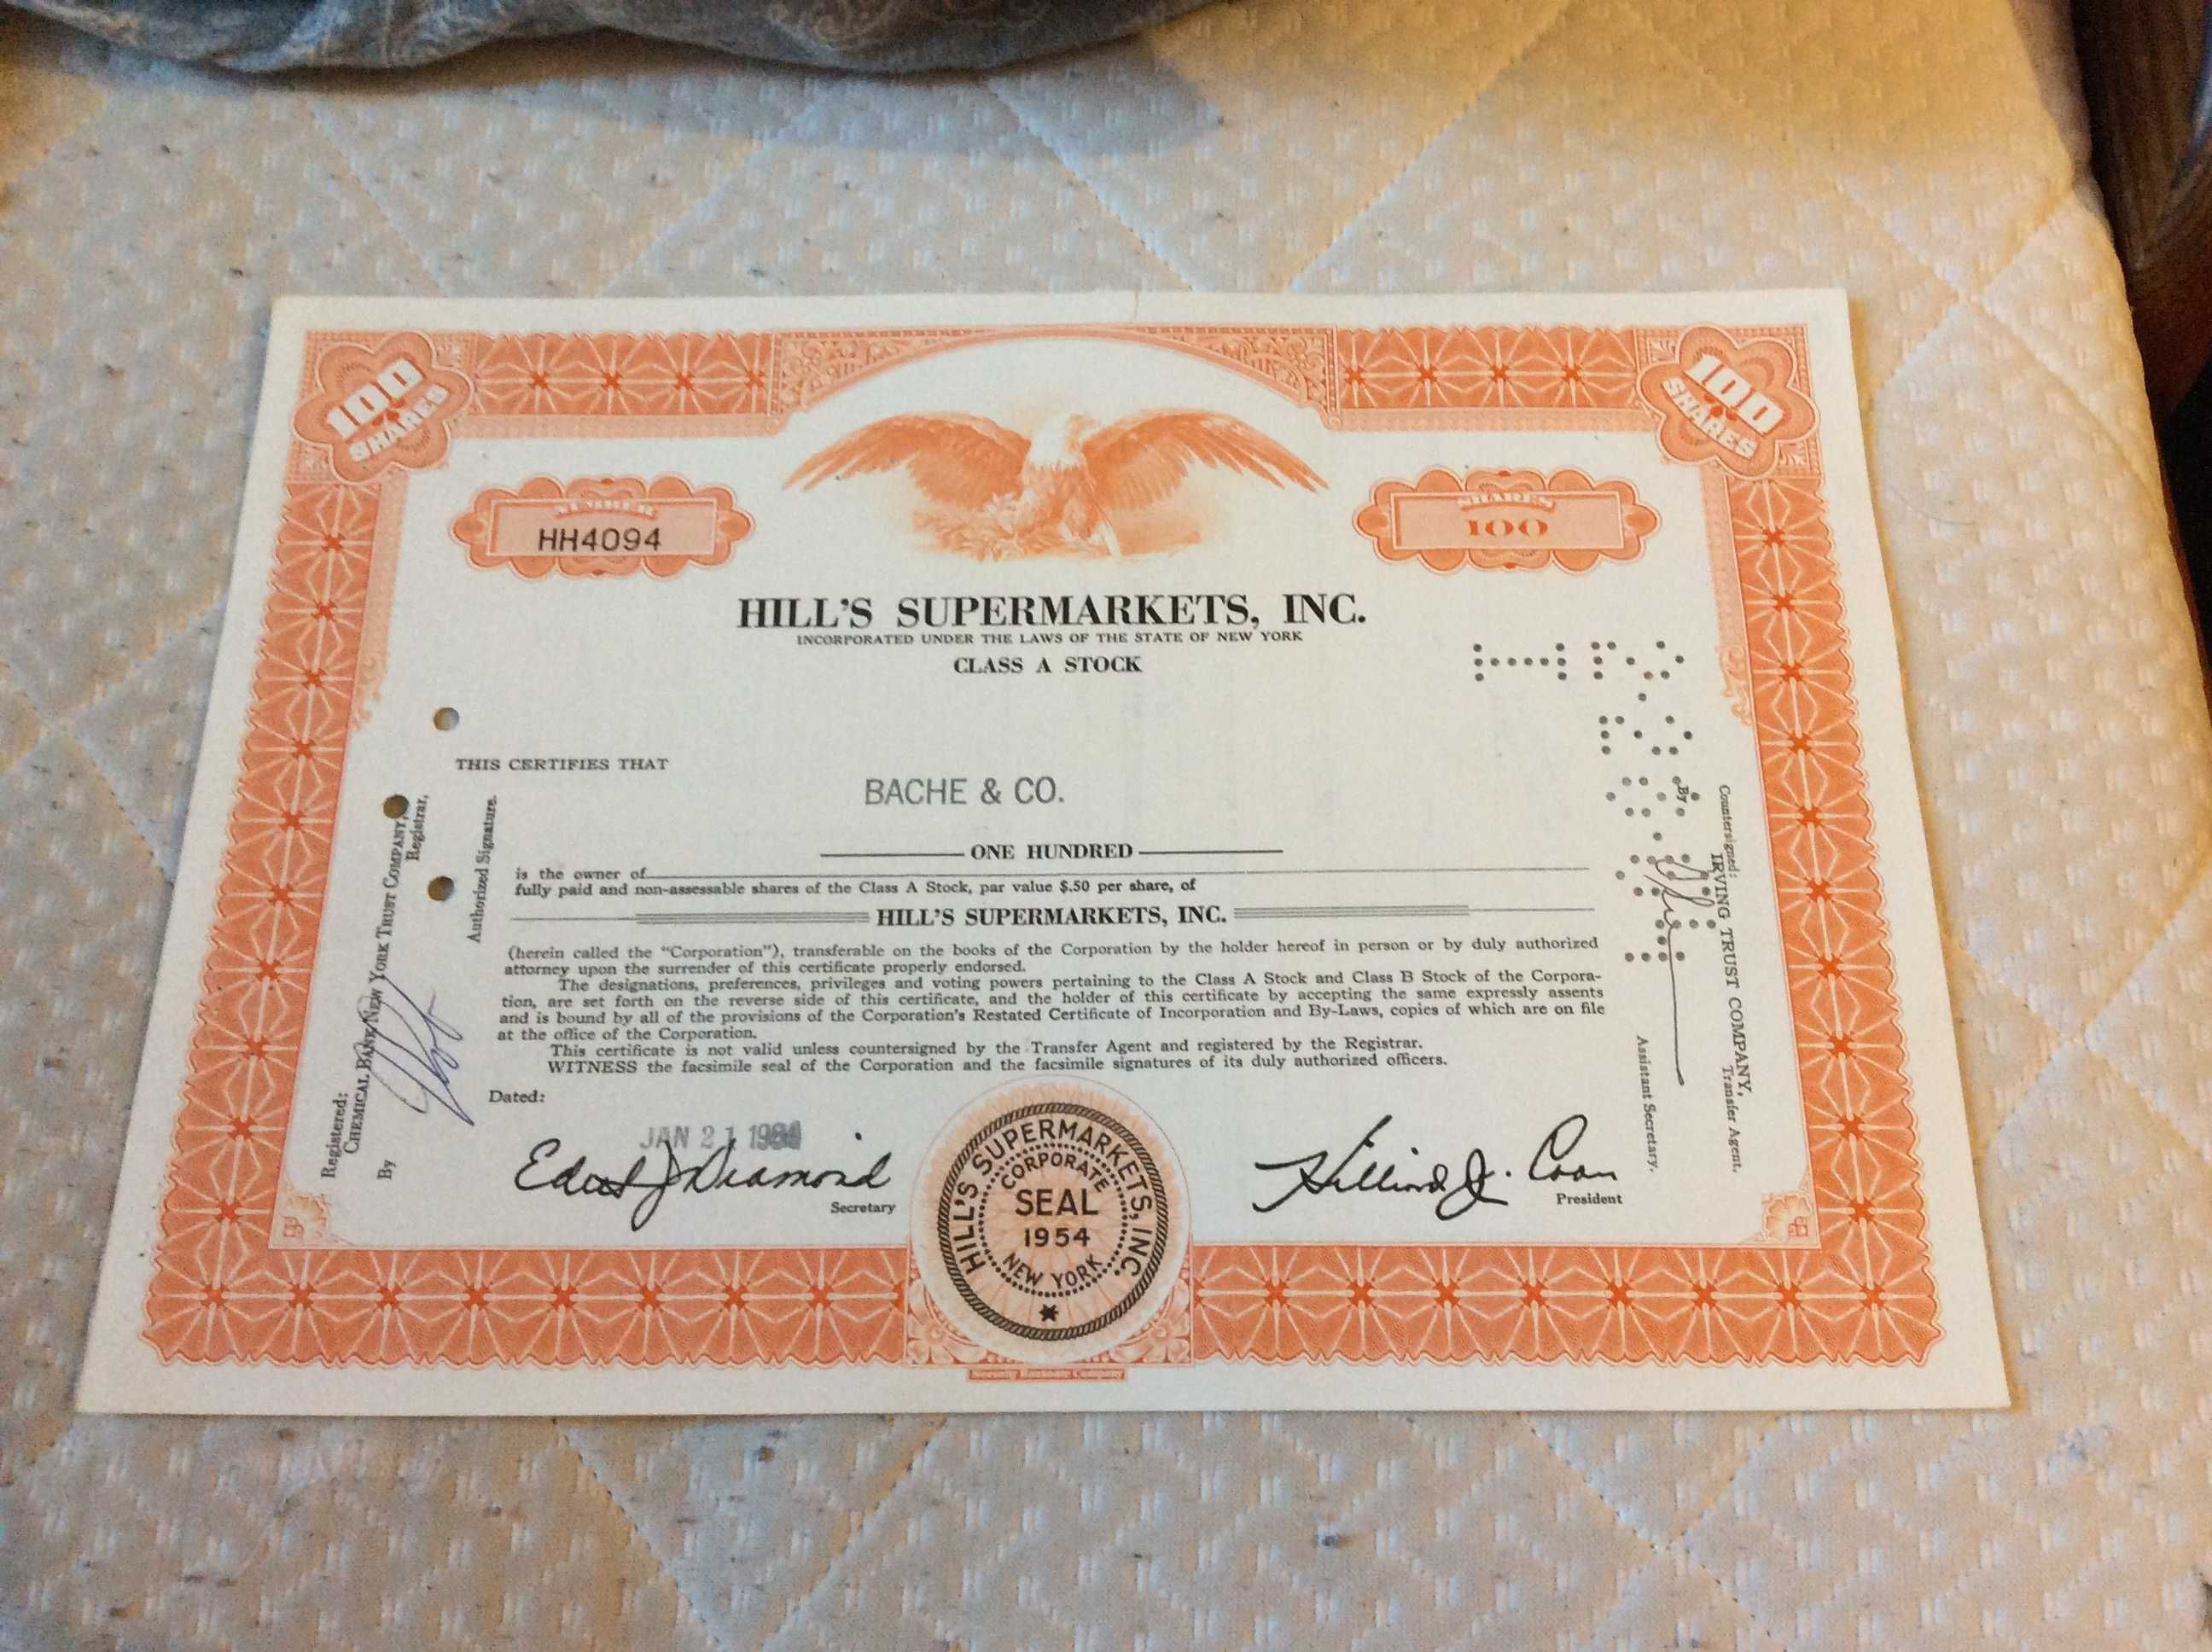 100
SHARES
100
SHARES
NUMBER
HH4094
SHARES
100
HILL'S SUPERMARKETS, INC.
INCORPORATED UNDER THE LAWS OF THE STATE OF NEW YORK
CLASS A STOCK
THIS CERTIFIES THAT
BACHE & CO.
ONE HUNDRED
is the owner of
fully paid and non-assessable shares of the Class A Stock, par value $.50 per share, of
HILL'S SUPERMARKETS, INC.
(herein called the "Corporation"), transferable on the books of the Corporation by the holder hereof in person or by duly authorized
attorney upon the surrender of this certificate properly endorsed.
The designations, preferences, privileges and voting powers pertaining to the Class A Stock and Class B Stock of the Corpora-
tion, are set forth on the reverse side of this certificate, and the holder of this certificate by accepting the same expressly assents
and is bound by all of the provisions of the Corporation's Restated Certificate of Incorporation and By-Laws, copies of which are on file
at the office of the Corporation.
This certificate is not valid unless countersigned by the Transfer Agent and registered by the Registrar.
WITNESS the facsimile seal of the Corporation and the facsimile signatures of its duly authorized officers.
Dated:
JAN 21
Secretary
President
HILL'S SUPERMARKETS, INC.
CORPORATE
SEAL
1954
NEW YORK
Security Banknote Company
Registered:
CHEMICAL BANK NEW YORK TRUST COMPANY,
Registrar,
By
Authorized Signature.
Countersigned:
IRVING TRUST COMPANY,
Transfer Agent.
By
Assistant Secretary.